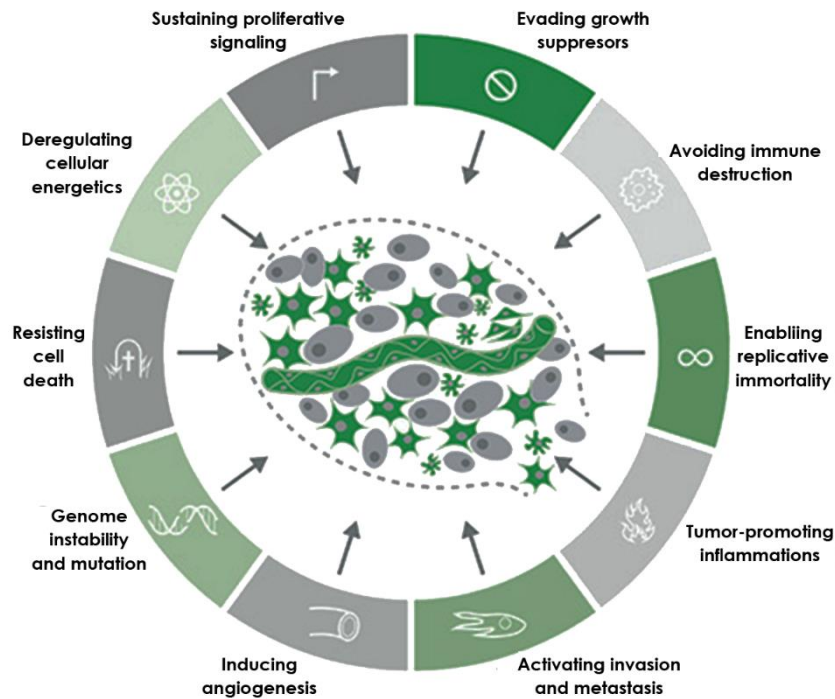 Sustaining proliferative
signaling
Evading growth
suppresors
Deregulating
cellular
energetics
Avoiding immune
destruction
Resisting
cell
death
Enabliing
replicative
immortality
Genome
instability
and mutation
Tumor-promoting
inflammations
Inducing
angiogenesis
Activating invasion
and metastasis